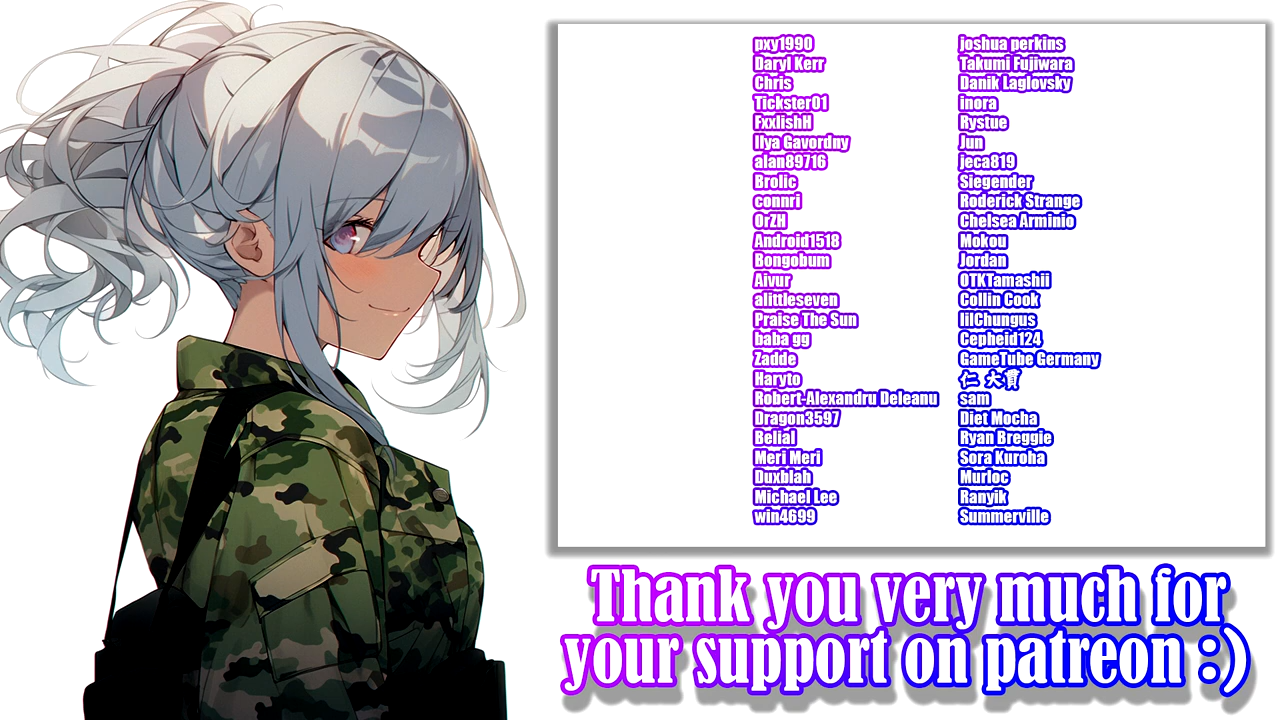 pxy1990
Daryl Kerr
Chris
Tickster01
FxxlishH
Ilya Gavordny
alan89716
Brolic
connri
OrZH
Android1518
Bongobum
Aivur
alittleseven
Praise The Sun
baba gg
Zadde
Haryto
Robert-Alexandru Deleanu
Dragon3597
Belial
Meri Meri
Duxblah
Michael Lee
win4699
joshua perkins
Takumi Fujiwara
Danik Laglovsky
inora
Rystue
Jun
jeca819
Siegender
Roderick Strange
Chelsea Arminio
Mokou
Jordan
OTKTamashii
Collin Cook
lilChungus
Cepheid124
GameTube Germany
仁 大貫
sam
Diet Mocha
Ryan Breggie
Sora Kuroha
Murloc
Ranyik
Summerville
Thank you very much for
your support on patreon :)